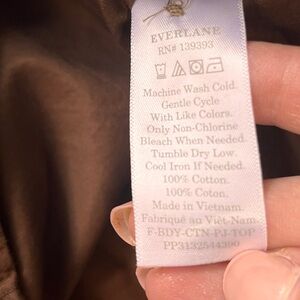 EVERLANE
RN# 139393
Machine Wash Cold
Gentle Cycle
With Like Colors.
Only Non-Chlorine
Bleach When Needed.
Tumble Dry Low.
Cool Iron If Needed.
100% Cotton.
100% Coton.
Made in Vietnam.
Fabriqué au Viet-Nam
F-BDY-CTN-PJ-TOP
PP3132544390